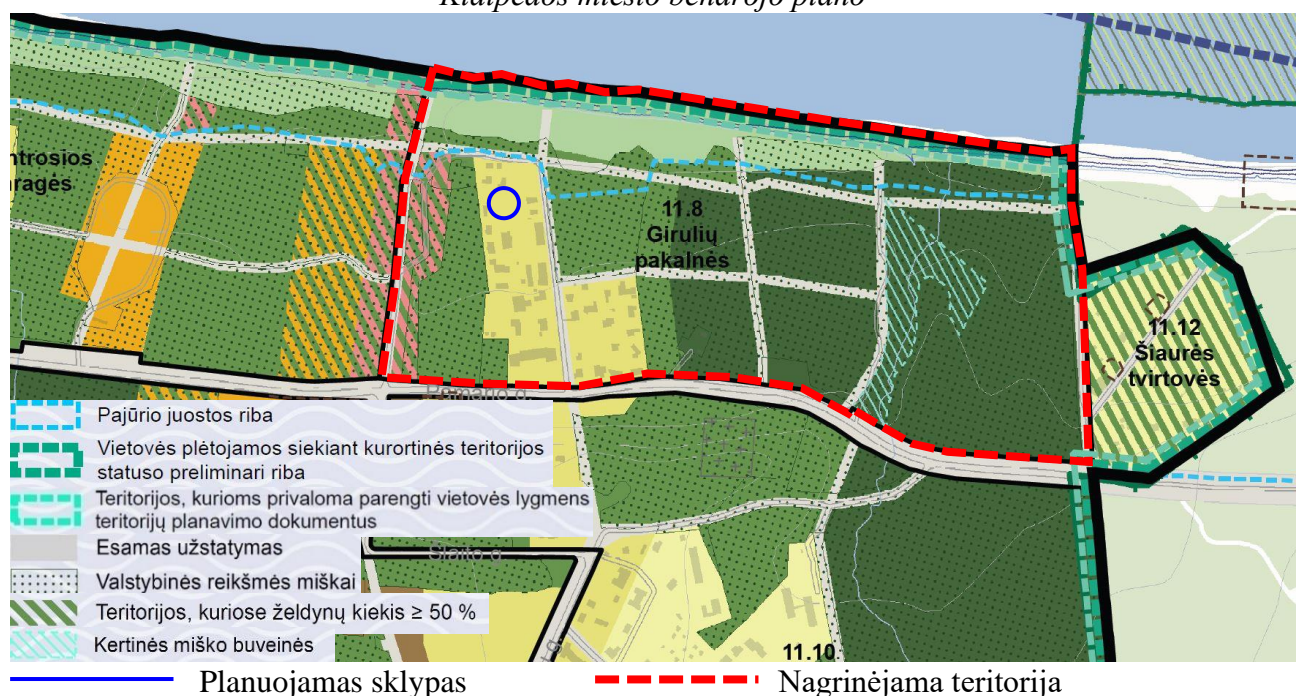 Klaipėdos miesto bendrojo plano
11.8
Girulių
pakalnės
11.12
Šiaurės
tvirtovės
Pajūrio juostos riba
Vietovės plėtojamos siekiant kurortinės teritorijos
statuso preliminari riba
Teritorijos, kurioms privaloma parengti vietovės lygmens
teritorijų planavimo dokumentus
Esamas užstatymas
Valstybinės reikšmės miškai
Teritorijos, kuriose želdynų kiekis ≥ 50 %
Kertinės miško buveinės
Šlaito g.
11.10
Planuojamas sklypas
Nagrinėjama teritorija